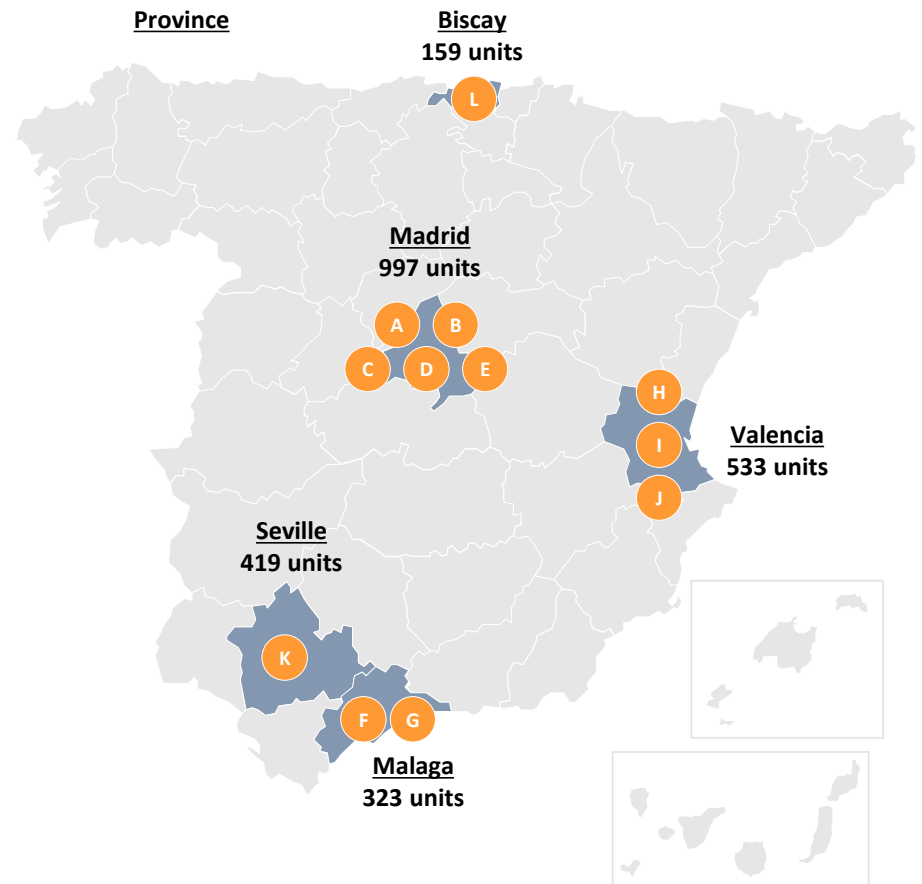 Province
Biscay
159 units
L
Madrid
997 units
A
B
C
D
E
H
I
J
Valencia
533 units
Seville
419 units
K
F
G
Malaga
323 units